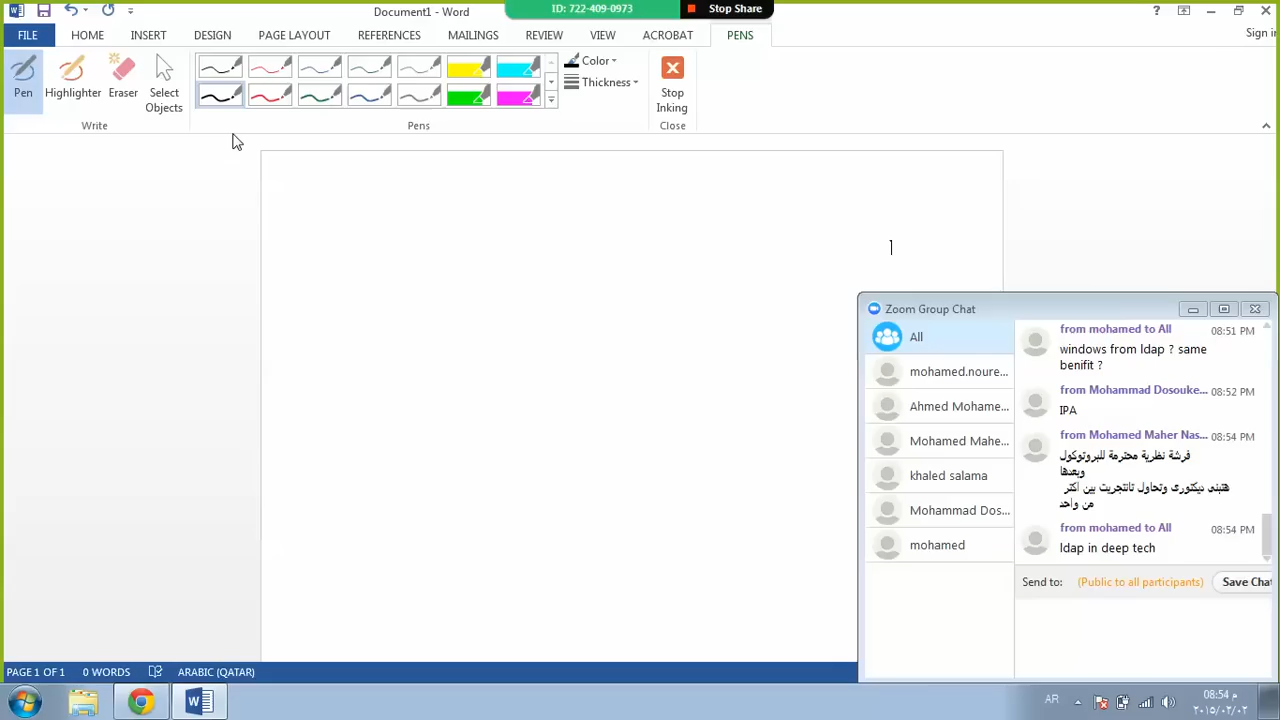 Document1 - Word
ID: 722-409-0973
Stop Share
FILE
HOME
INSERT
DESIGN
PAGE LAYOUT
REFERENCES
MAILINGS
REVIEW
VIEW
ACROBAT
PENS
Sign in
Pen
Highlighter
Eraser
Select
Objects
Color
Thickness
Stop
Inking
Write
Pens
Close
Zoom Group Chat
All
mohamed.noure...
Ahmed Mohame...
Mohamed Mahe...
khaled salama
Mohammad Dos...
mohamed
from mohamed to All 08:51 PM
windows from ldap ? same
benifit ?
from Mohammad Dosouke... 08:52 PM
IPA
from Mohamed Maher Nas... 08:54 PM
فرشة نظرية محترمة للبروتوكول
وبعدها
هتبنى ديكتورى وتحاول تانتجريت بين اكتر
من واحد
from mohamed to All 08:54 PM
ldap in deep tech
Send to: (Public to all participants) Save Chat
PAGE 1 OF 1 0 WORDS ARABIC (QATAR)
AR
08:54 م
٢٠١٥/٠٢/٠٢